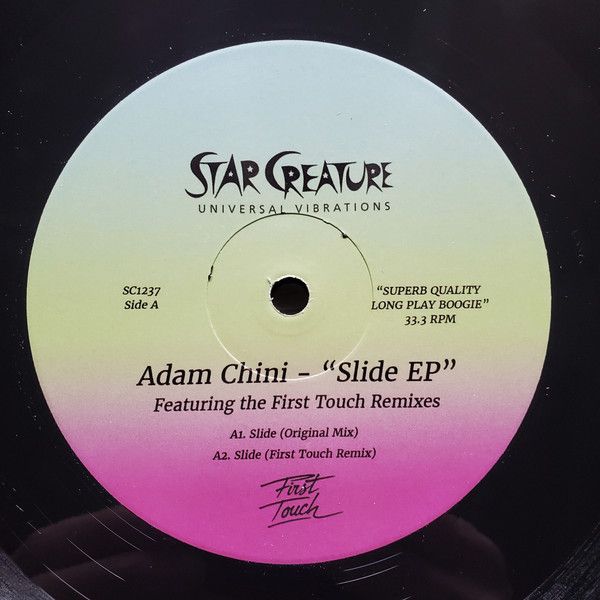 STAR CREATURE
UNIVERSAL VIBRATIONS
SC1237
Side A
“SUPERB QUALITY
LONG PLAY BOOGIE”
33.3 RPM
Adam Chini – “Slide EP”
Featuring the First Touch Remixes
A1. Slide (Original Mix)
A2. Slide (First Touch Remix)
First
Touch